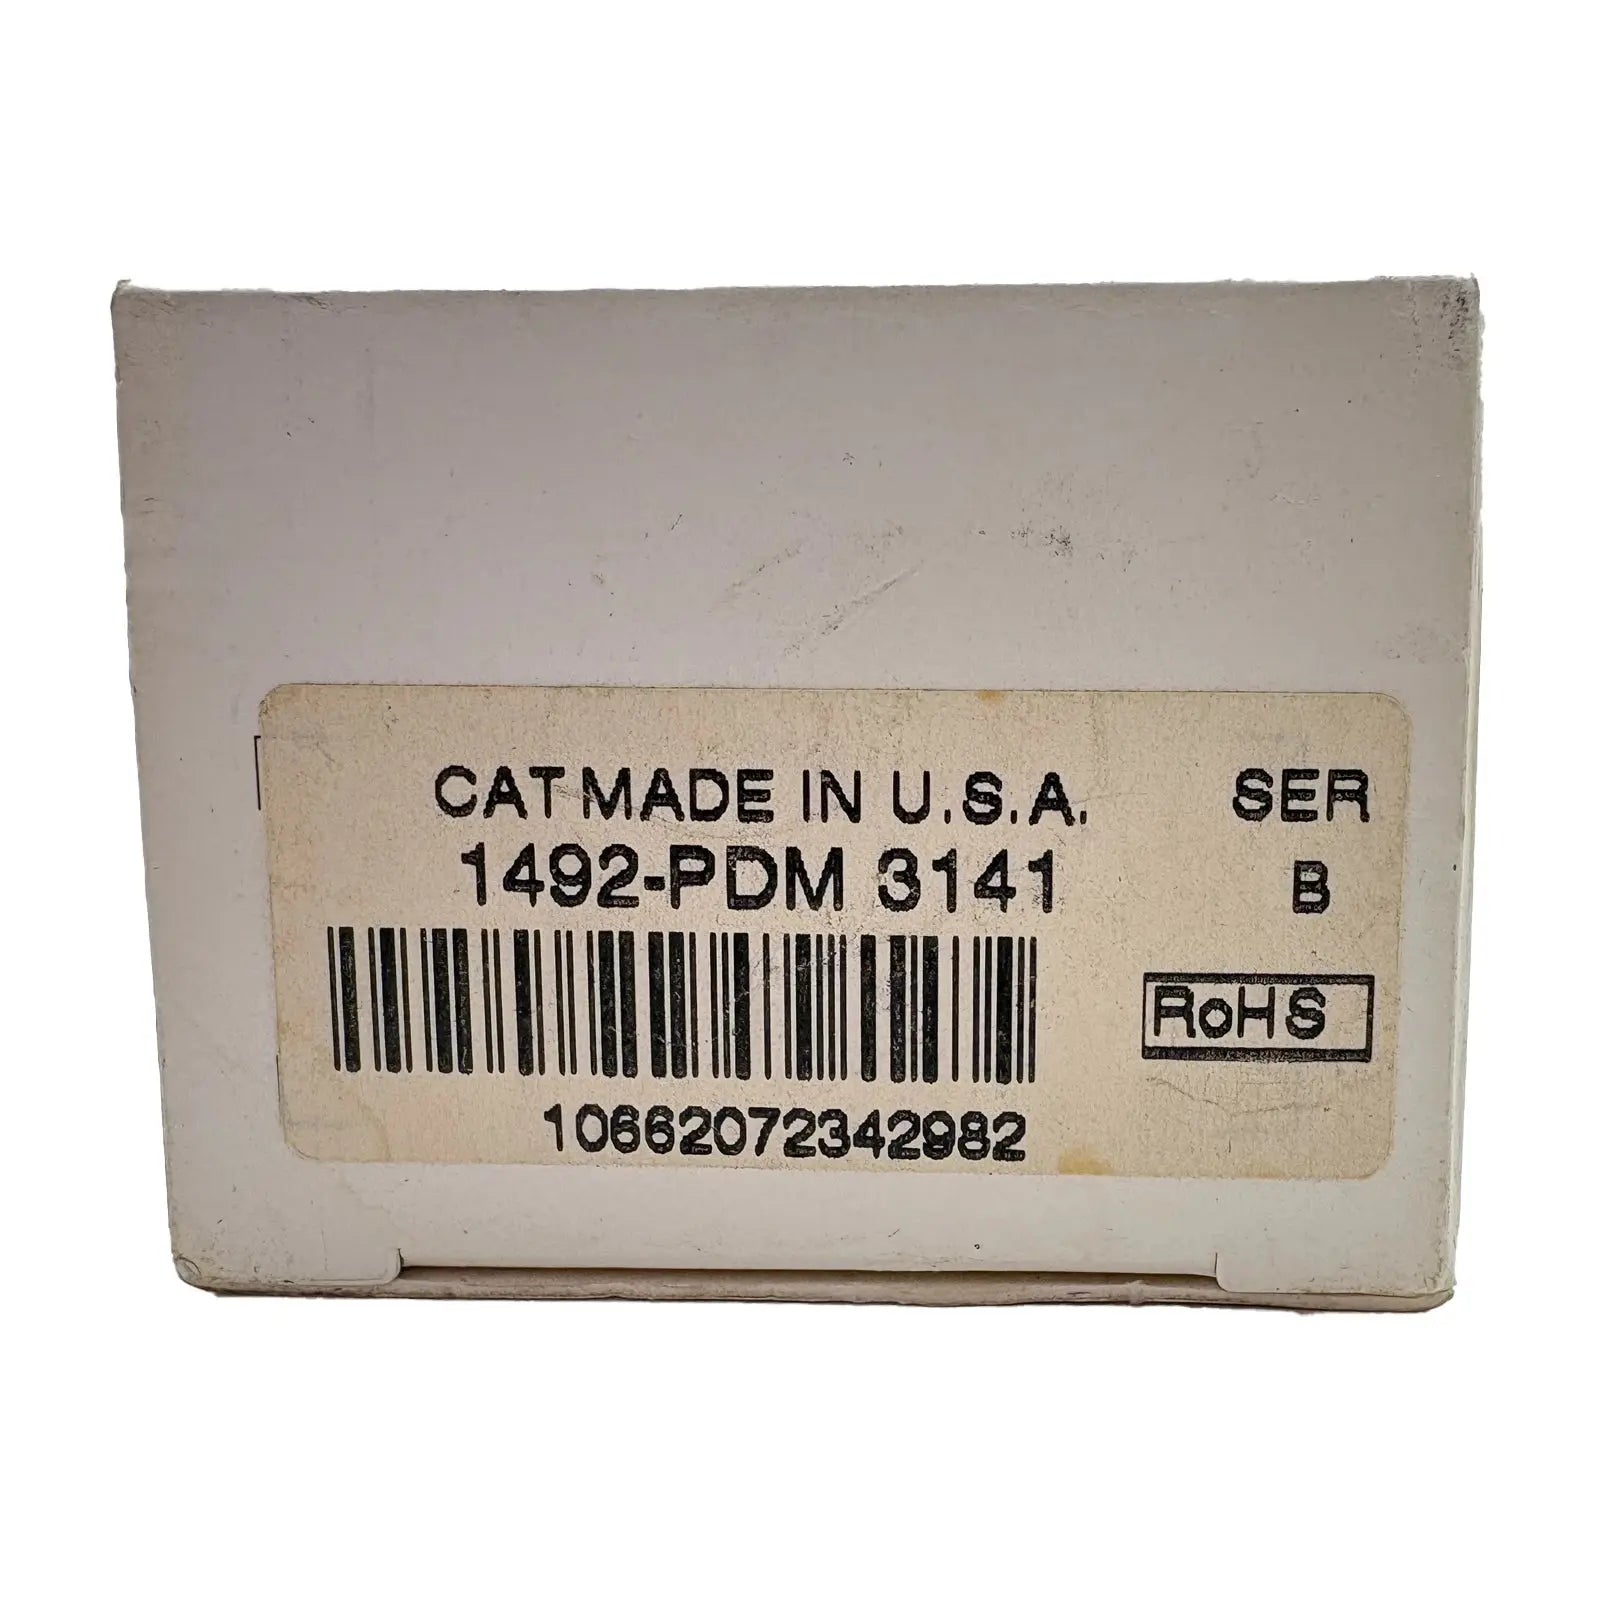 CAT MADE IN U.S.A. SER
1492-PDM 3141 B
RoHS
10662072342982